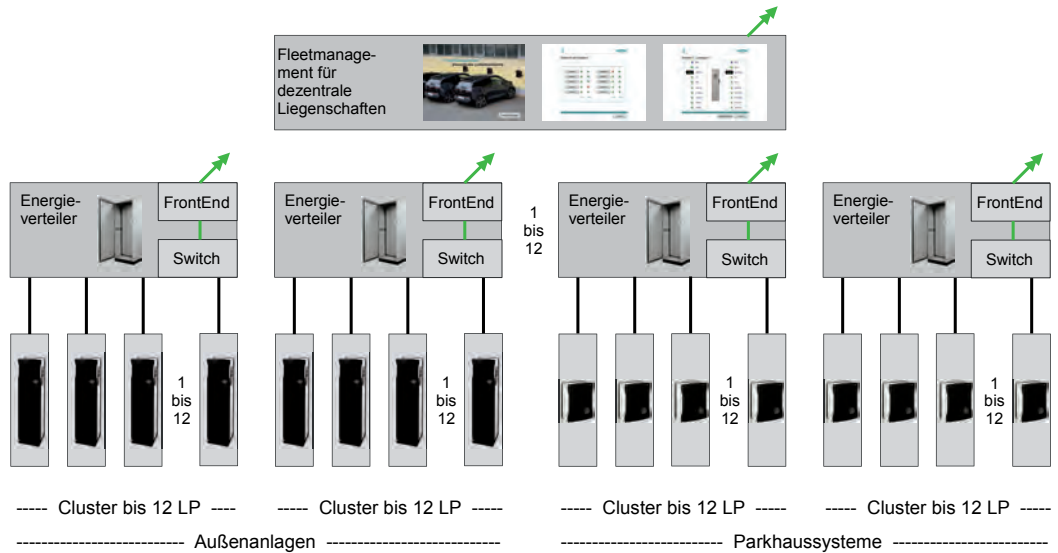 Fleetmanage-
ment für
dezentrale
Liegenschaften
Energie-
verteiler
FrontEnd
Switch
Energie-
verteiler
FrontEnd
Switch
1
bis
12
Energie-
verteiler
FrontEnd
Switch
Energie-
verteiler
FrontEnd
Switch
1
bis
12
1
bis
12
1
bis
12
1
bis
12
----- Cluster bis 12 LP ----
----- Cluster bis 12 LP -----
----- Cluster bis 12 LP -----
----- Cluster bis 12 LP -----
--------------------------- Außenanlagen ----------------------------
--------------------------- Parkhaussysteme -------------------------